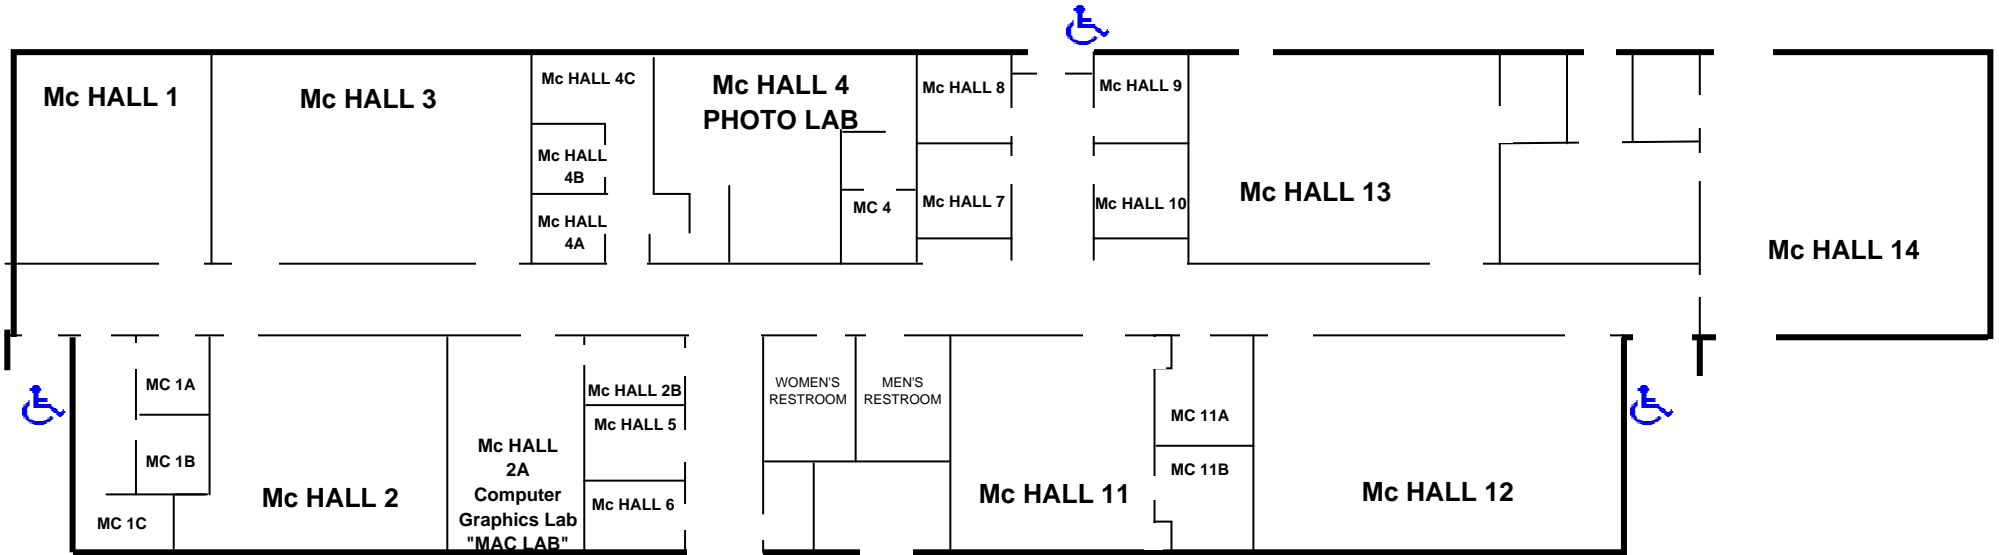 Mc HALL 1
Mc HALL 3
Mc HALL 4C
Mc HALL
4B
Mc HALL
4A
Mc HALL 4
PHOTO LAB
MC 4
Mc HALL 8
Mc HALL 7
Mc HALL 9
Mc HALL 10
Mc HALL 13
Mc HALL 14
MC 1A
MC 1B
MC 1C
Mc HALL 2
Mc HALL
2A
Computer
Graphics Lab
"MAC LAB"
Mc HALL 2B
Mc HALL 5
Mc HALL 6
WOMEN'S
RESTROOM
MEN'S
RESTROOM
Mc HALL 11
MC 11A
MC 11B
Mc HALL 12